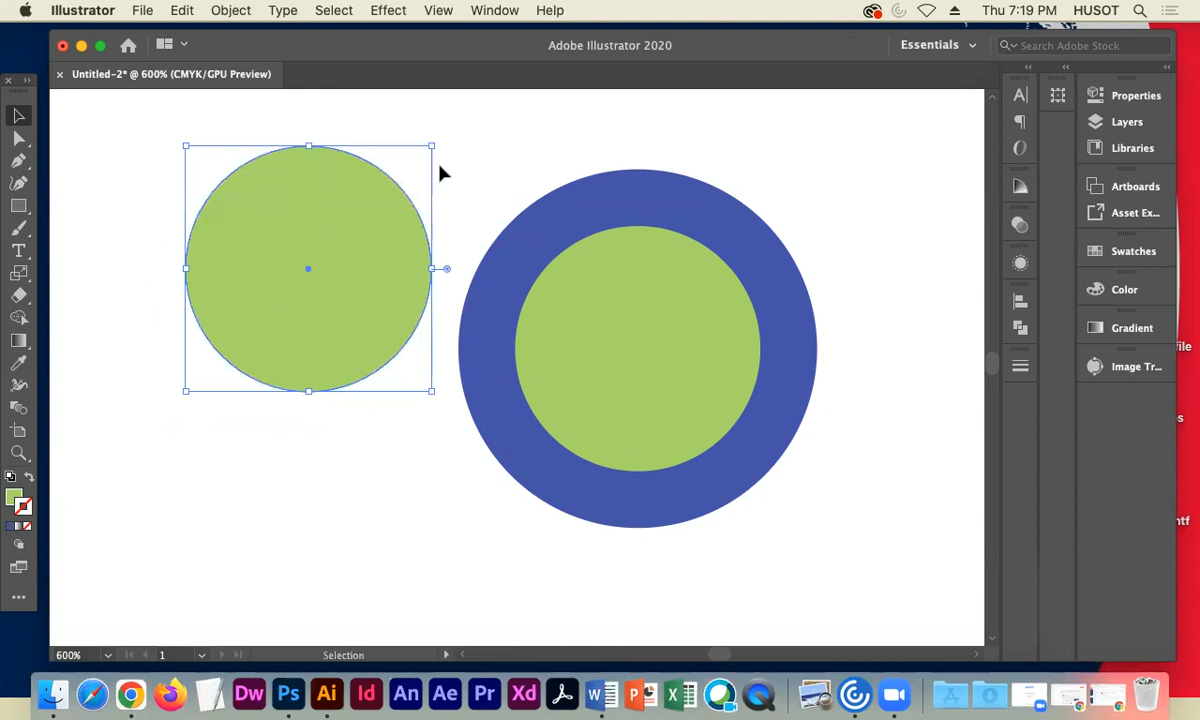 Illustrator File Edit Object Type Select Effect View Window Help Thu 7:19 PM HUSOT
Adobe Illustrator 2020 Essentials Search Adobe Stock
× Untitled-2* @ 600% (CMYK/GPU Preview)
Properties
Layers
Libraries
Artboards
Asset Ex...
Swatches
Color
Gradient
Image Tr...
file
s
ntf
600% 1 Selection
Dw Ps Ai Id An Ae Pr Xd